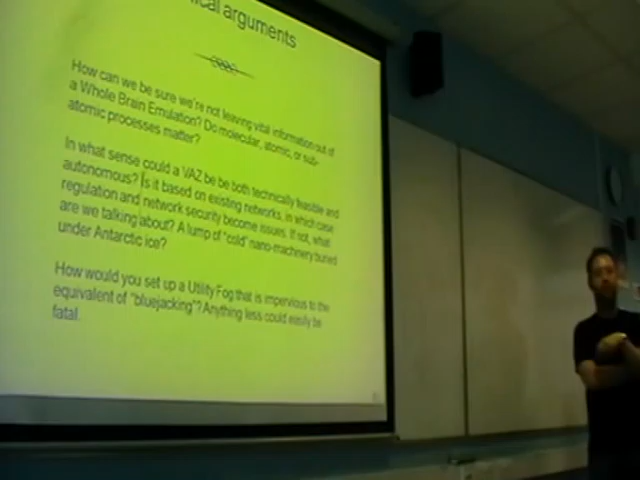 ical arguments
How can we be sure we're not leaving vital information out of
a Whole Brain Emulation? Do molecular, atomic, or sub-
atomic processes matter?
In what sense could a VAZ be be both technically feasible and
autonomous? Is it based on existing networks, in which case
regulation and network security become issues. If not, what
are we talking about? A lump of "cold" nano-machinery buried
under Antarctic ice?
How would you set up a Utility Fog that is impervious to the
equivalent of "bluejacking"? Anything less could easily be
fatal.